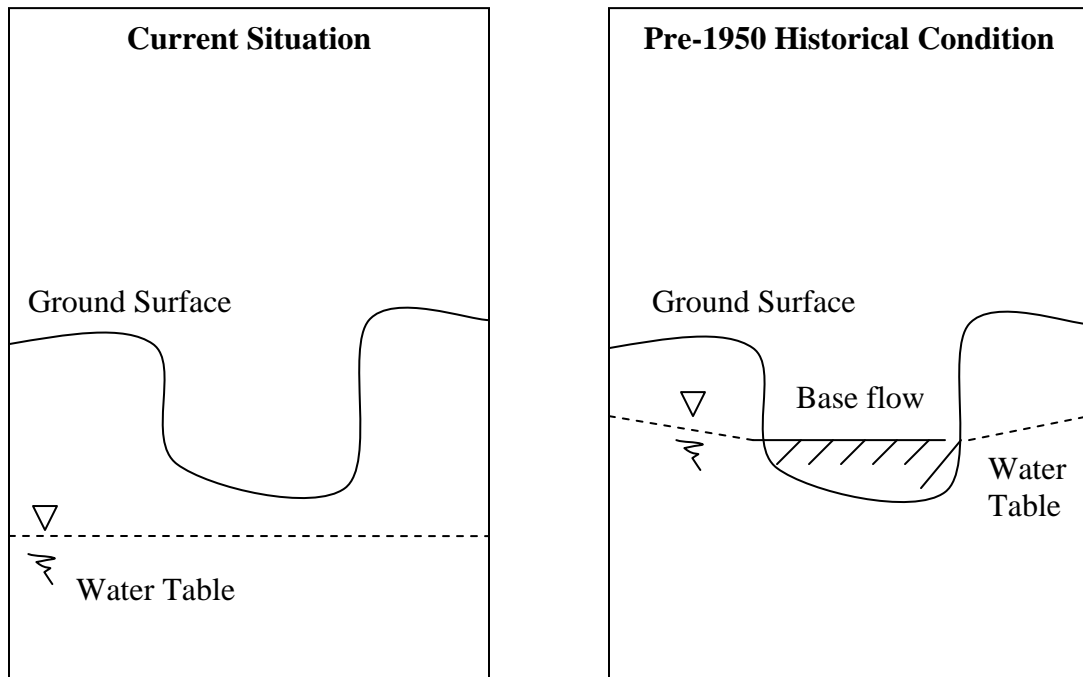 Current Situation
Ground Surface
Water Table
Pre-1950 Historical Condition
Ground Surface
Base flow
Water
Table